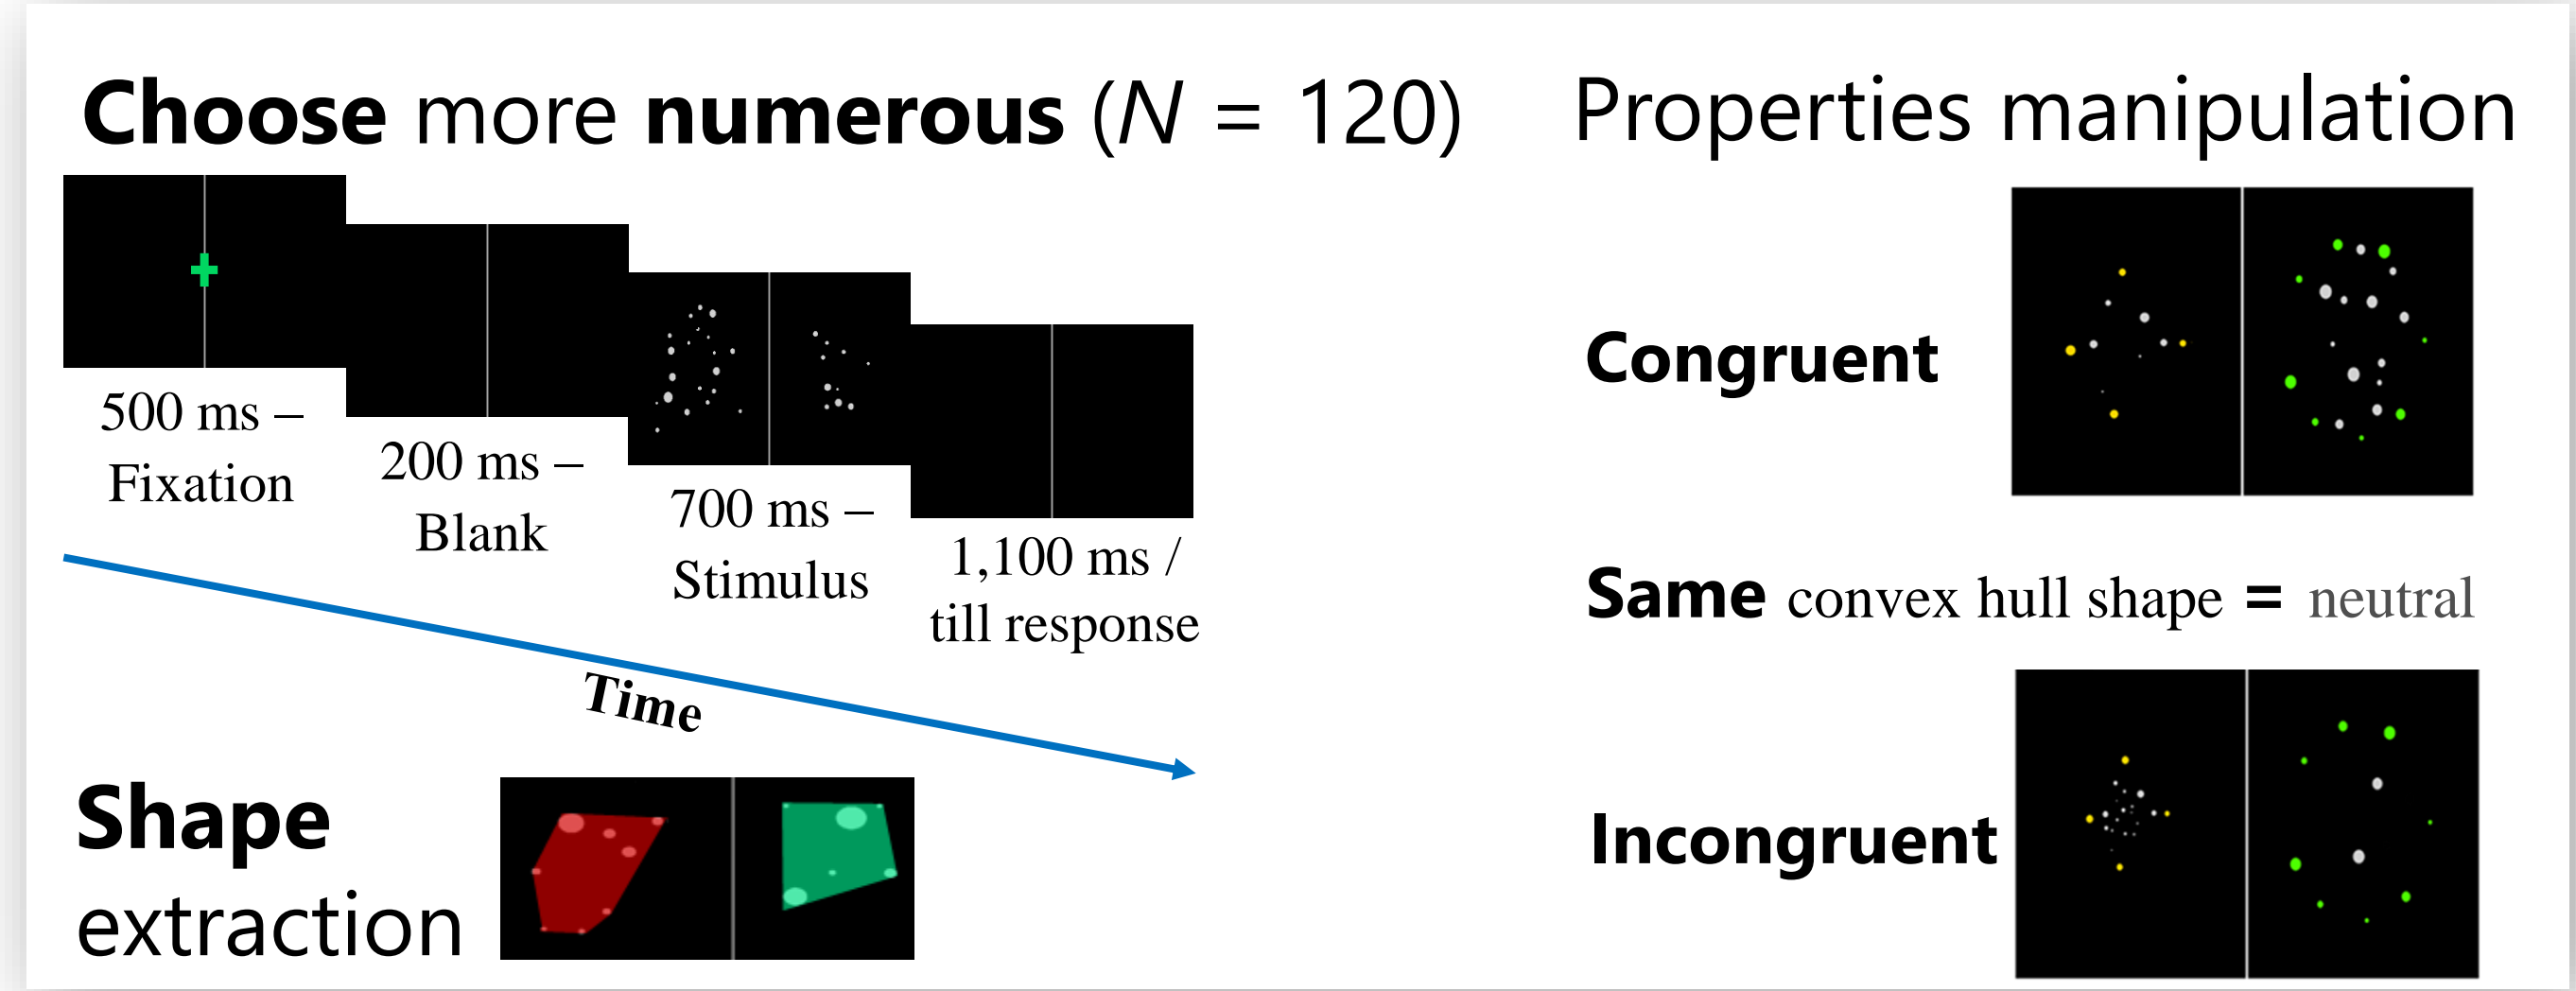 Choose more numerous (N = 120)
500 ms –
Fixation
200 ms –
Blank
700 ms –
Stimulus
1,100 ms /
till response
Time
Shape
extraction
Properties manipulation
Congruent
Same convex hull shape = neutral
Incongruent